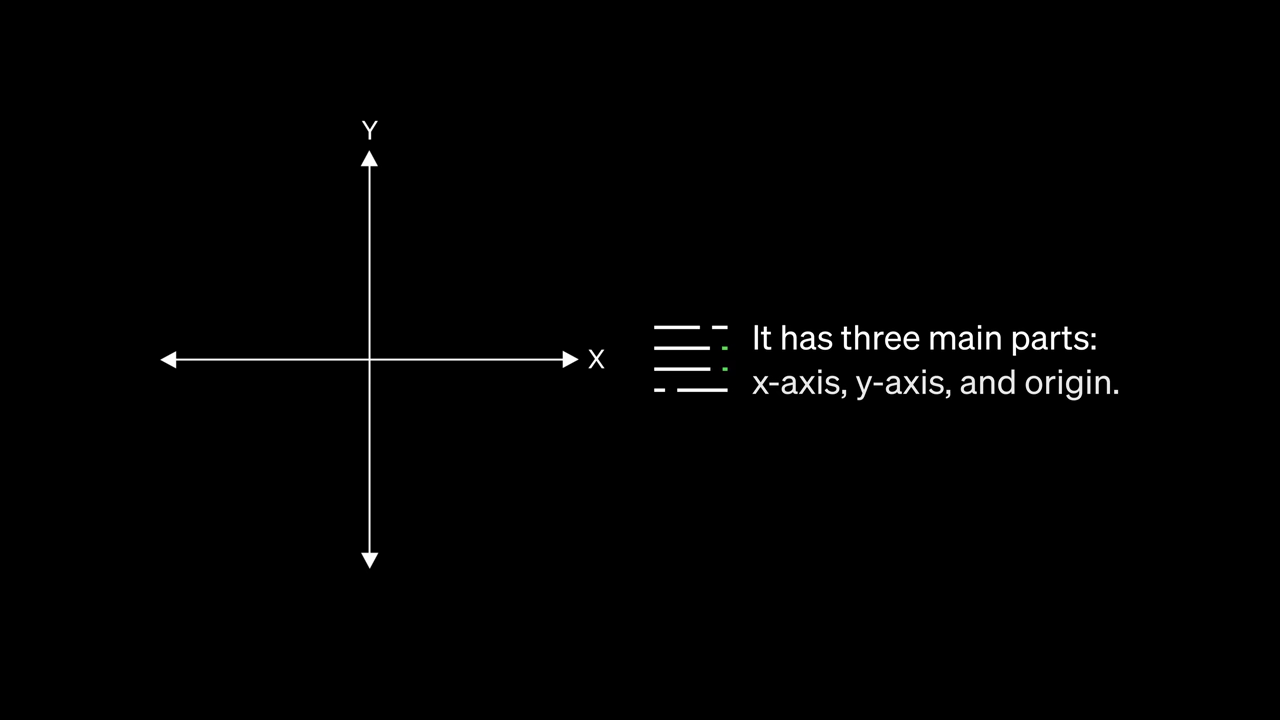 Y
X
It has three main parts:
x-axis, y-axis, and origin.